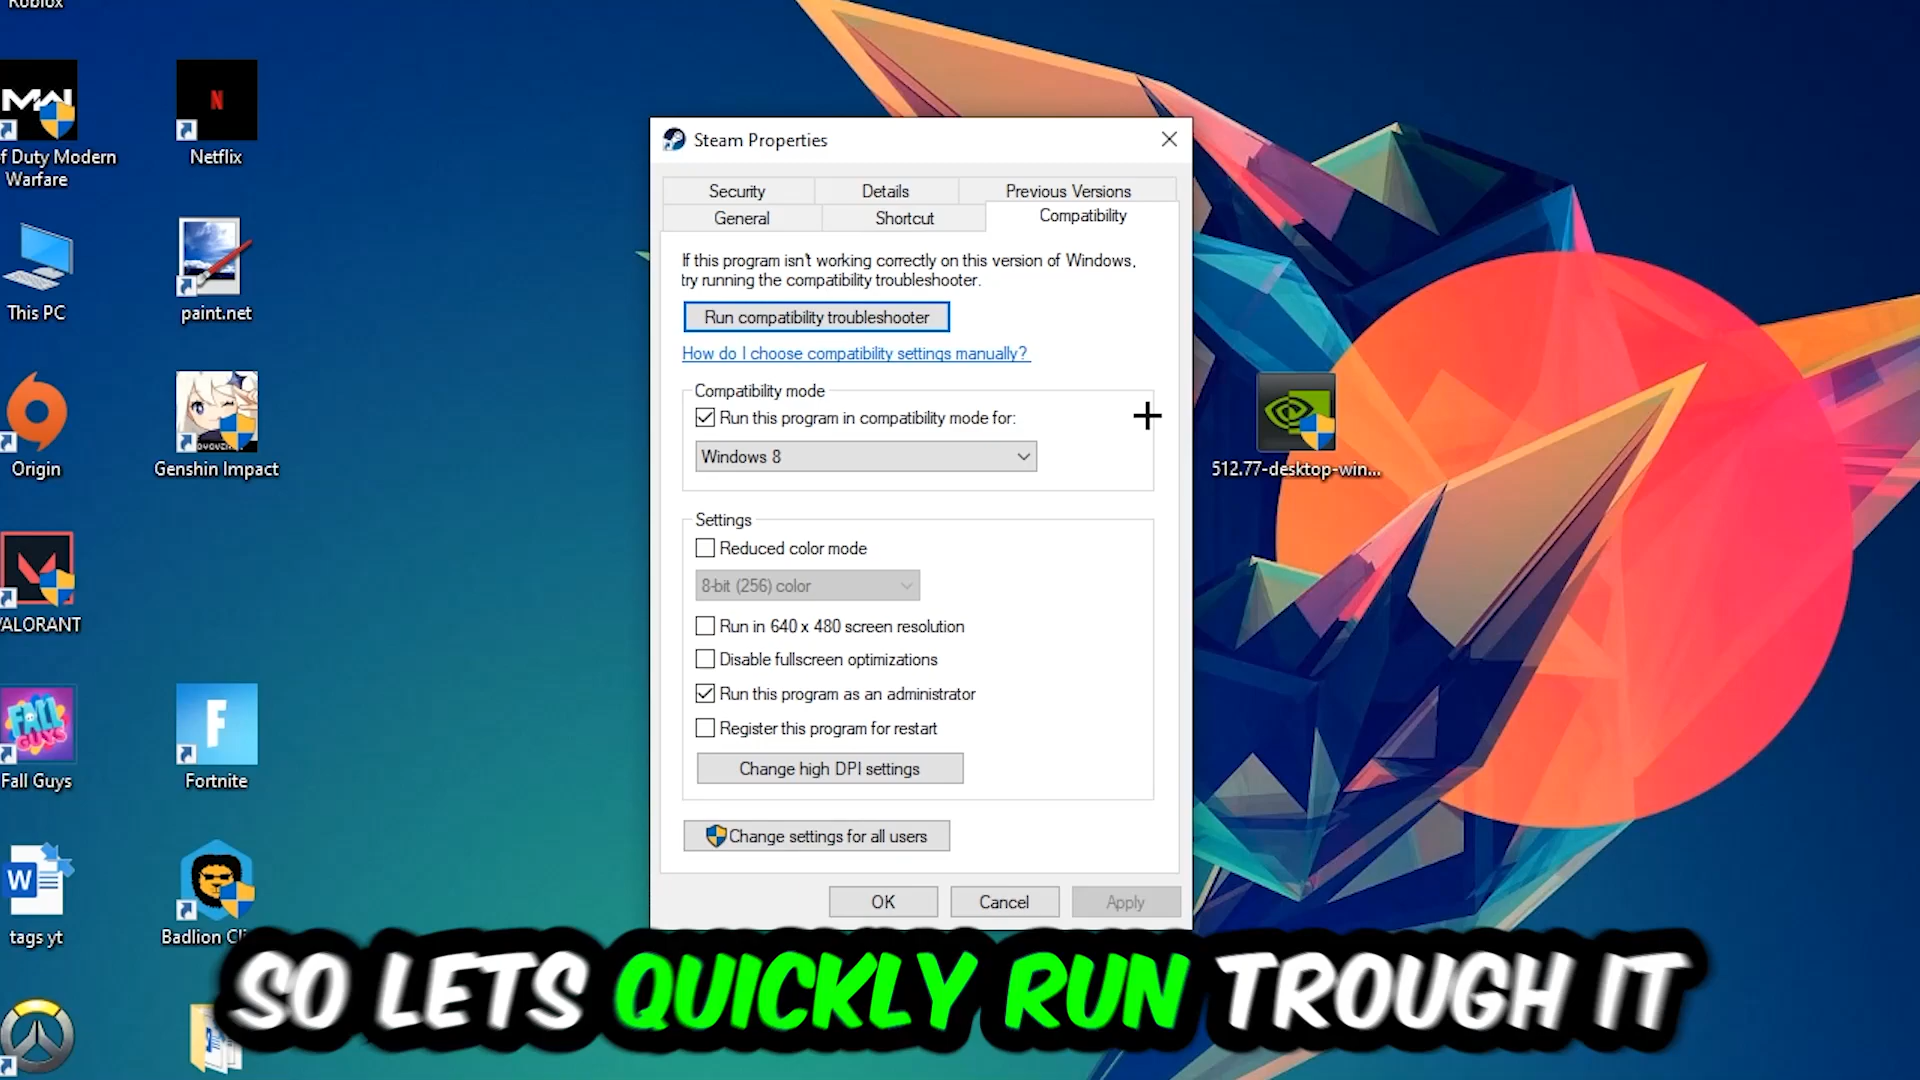 Roblox
MW
f Duty Modern
Warfare
N
Netflix
This PC
paint.net
Origin
Genshin Impact
VALORANT
FALL
GUYS
Fall Guys
F
Fortnite
W
tags yt
Badlion Cli
Steam Properties
Security
Details
Previous Versions
General
Shortcut
Compatibility
If this program isn't working correctly on this version of Windows,
try running the compatibility troubleshooter.
Run compatibility troubleshooter
How do I choose compatibility settings manually?
Compatibility mode
Run this program in compatibility mode for:
Windows 8
Settings
Reduced color mode
8-bit (256) color
Run in 640 x 480 screen resolution
Disable fullscreen optimizations
Run this program as an administrator
Register this program for restart
Change high DPI settings
Change settings for all users
OK
Cancel
Apply
512.77-desktop-win...
SO LETS QUICKLY RUN TROUGH IT